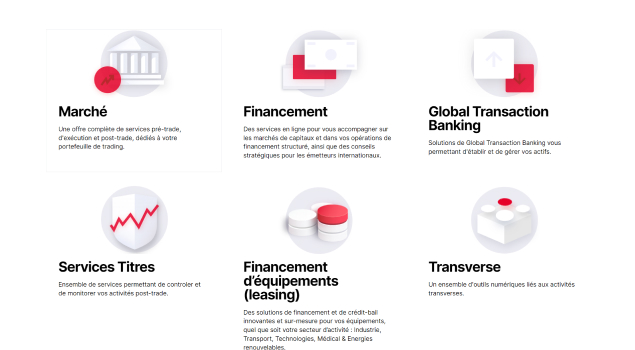 Marché
Une offre complète de services pré-trade,
d'exécution et post-trade, dédiés à votre
portefeuille de trading.
Financement
Des services en ligne pour vous accompagner sur
les marchés de capitaux et dans vos opérations de
financement structuré, ainsi que des conseils
stratégiques pour les émetteurs internationaux.
Global Transaction
Banking
Solutions de Global Transaction Banking vous
permettant d'établir et de gérer vos actifs.
Services Titres
Ensemble de services permettant de controler et
de monitorer vos activités post-trade.
Financement
d'équipements
(leasing)
Des solutions de financement et de crédit-bail
innovantes et sur-mesure pour vos équipements,
quel que soit votre secteur d'activité : Industrie,
Transport, Technologies, Médical & Energies
renouvelables.
Transverse
Un ensemble d'outils numériques liés aux activités
transverses.